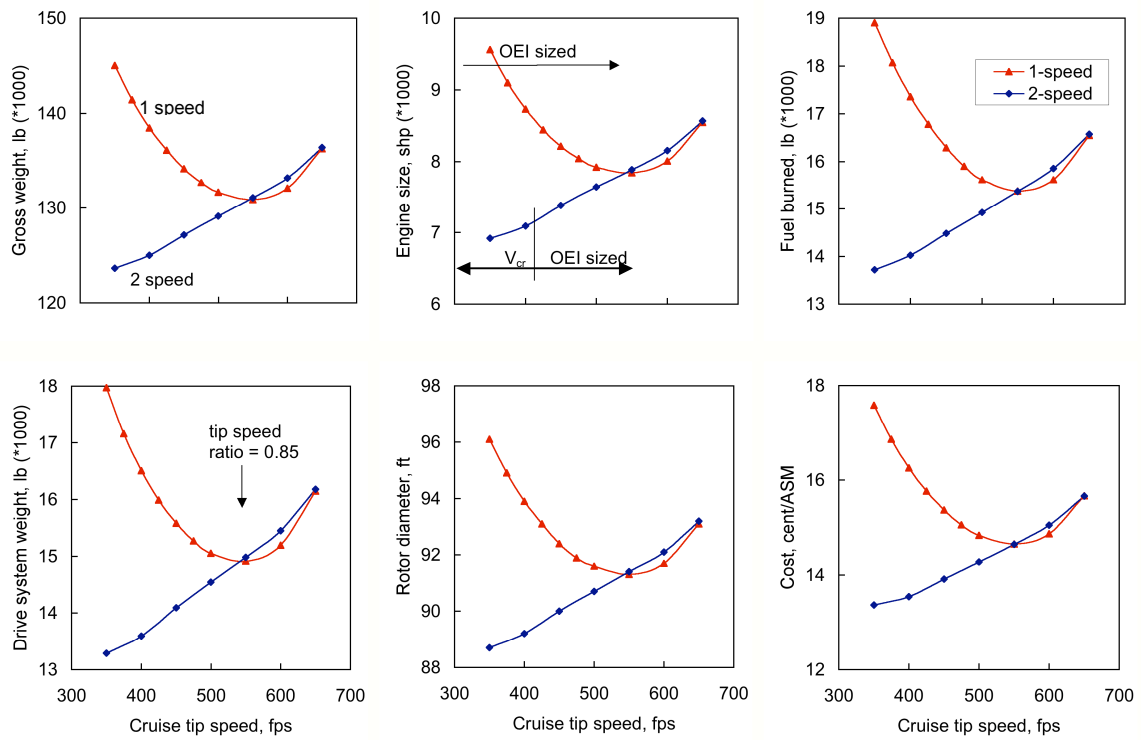 150
140
130
120
Gross weight, lb (*1000)
1 speed
2 speed
10
9
8
7
6
Engine size, shp (*1000)
OEI sized
Vcr
OEI sized
19
18
17
16
15
14
13
Fuel burned, lb (*1000)
1-speed
2-speed
18
17
16
15
14
13
Drive system weight, lb (*1000)
tip speed
ratio = 0.85
300 400 500 600 700
Cruise tip speed, fps
98
96
94
92
90
88
Rotor diameter, ft
300 400 500 600 700
Cruise tip speed, fps
18
16
14
12
Cost, cent/ASM
300 400 500 600 700
Cruise tip speed, fps